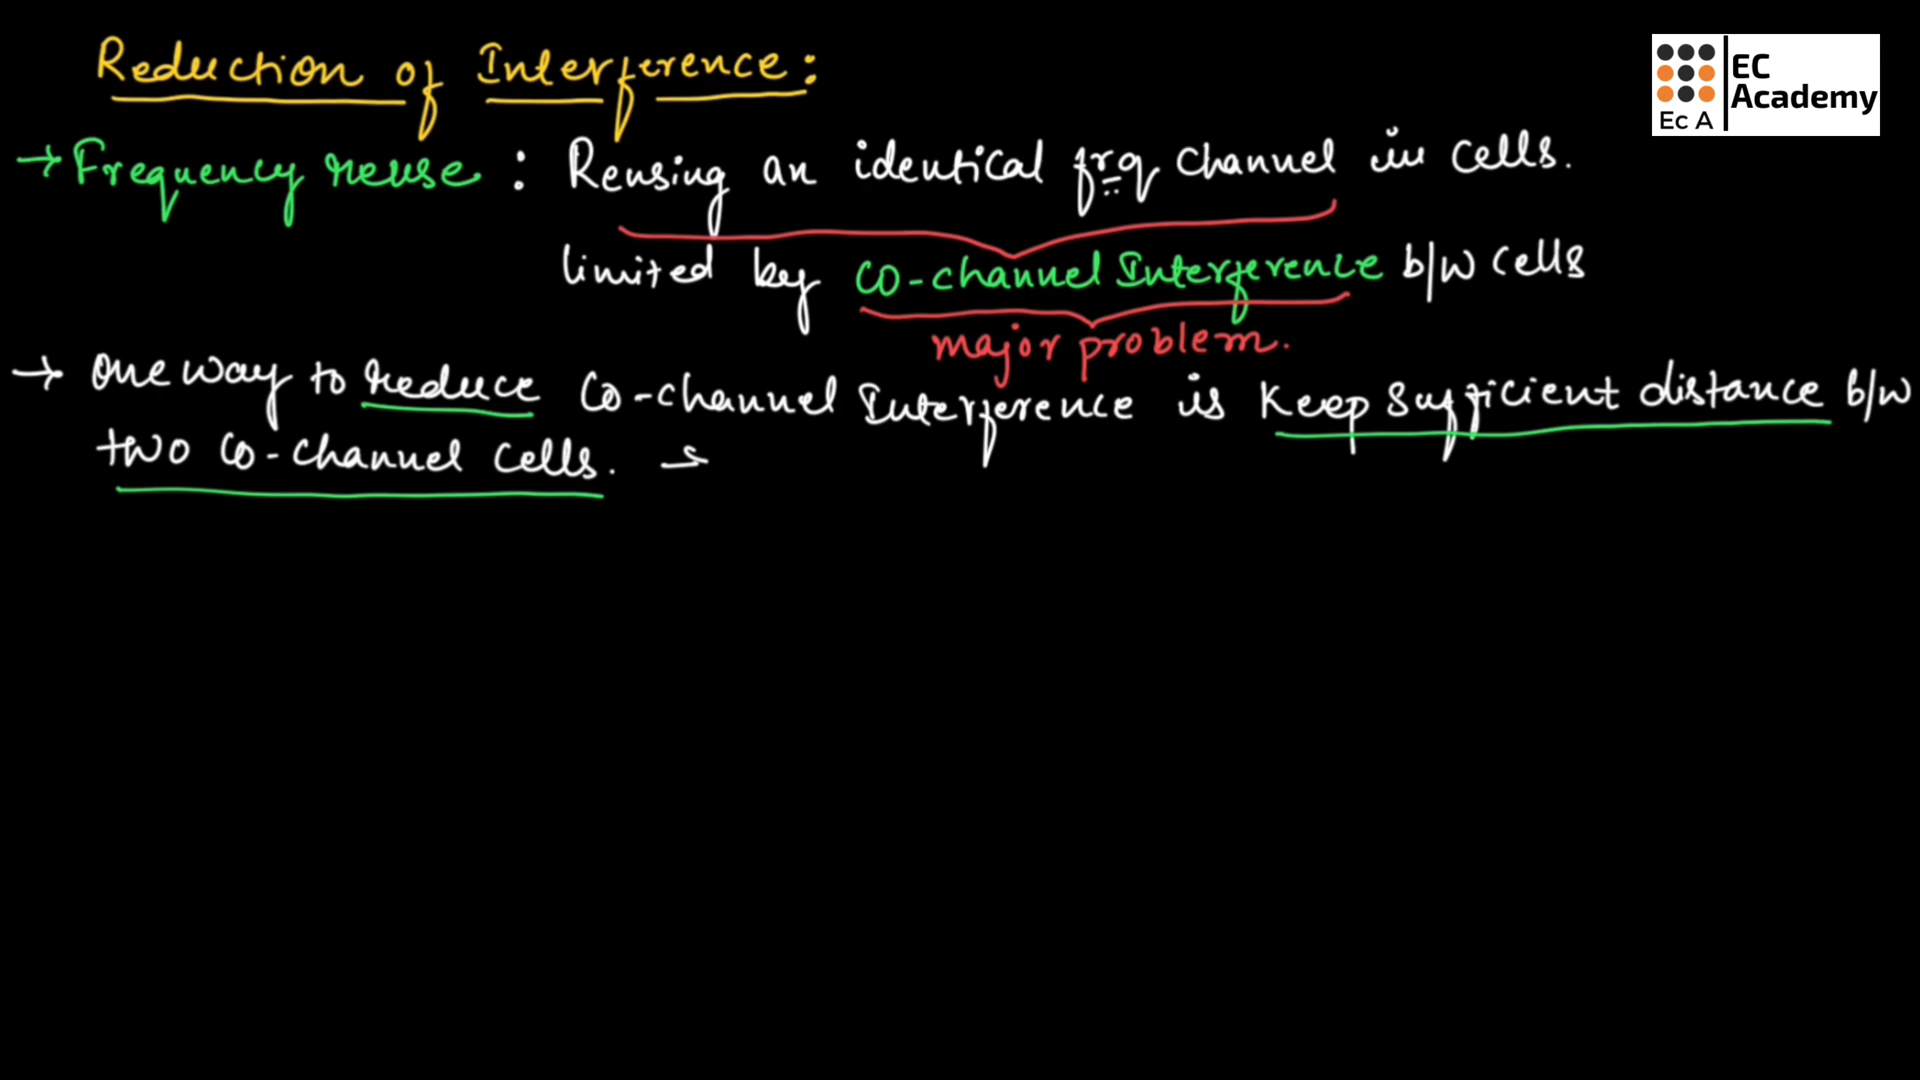 Reduction of Interference:
EC Academy
Ec A
→ Frequency reuse : Reusing an identical frq channel in cells.
limited by co-channel Interference b/w cells
major problem.
→ One way to reduce co-channel Interference is keep sufficient distance b/w
two co-channel cells. →